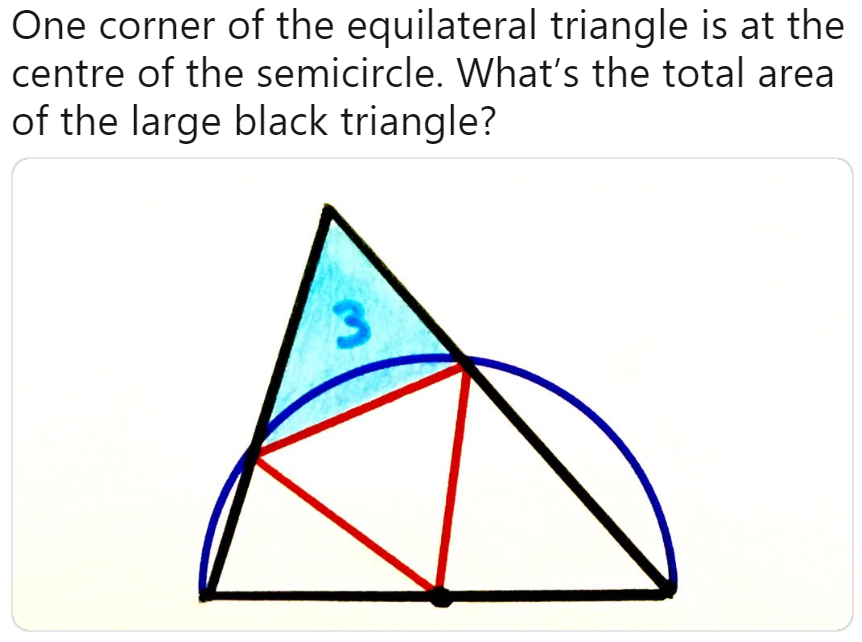 One corner of the equilateral triangle is at the
centre of the semicircle. What’s the total area
of the large black triangle?
3